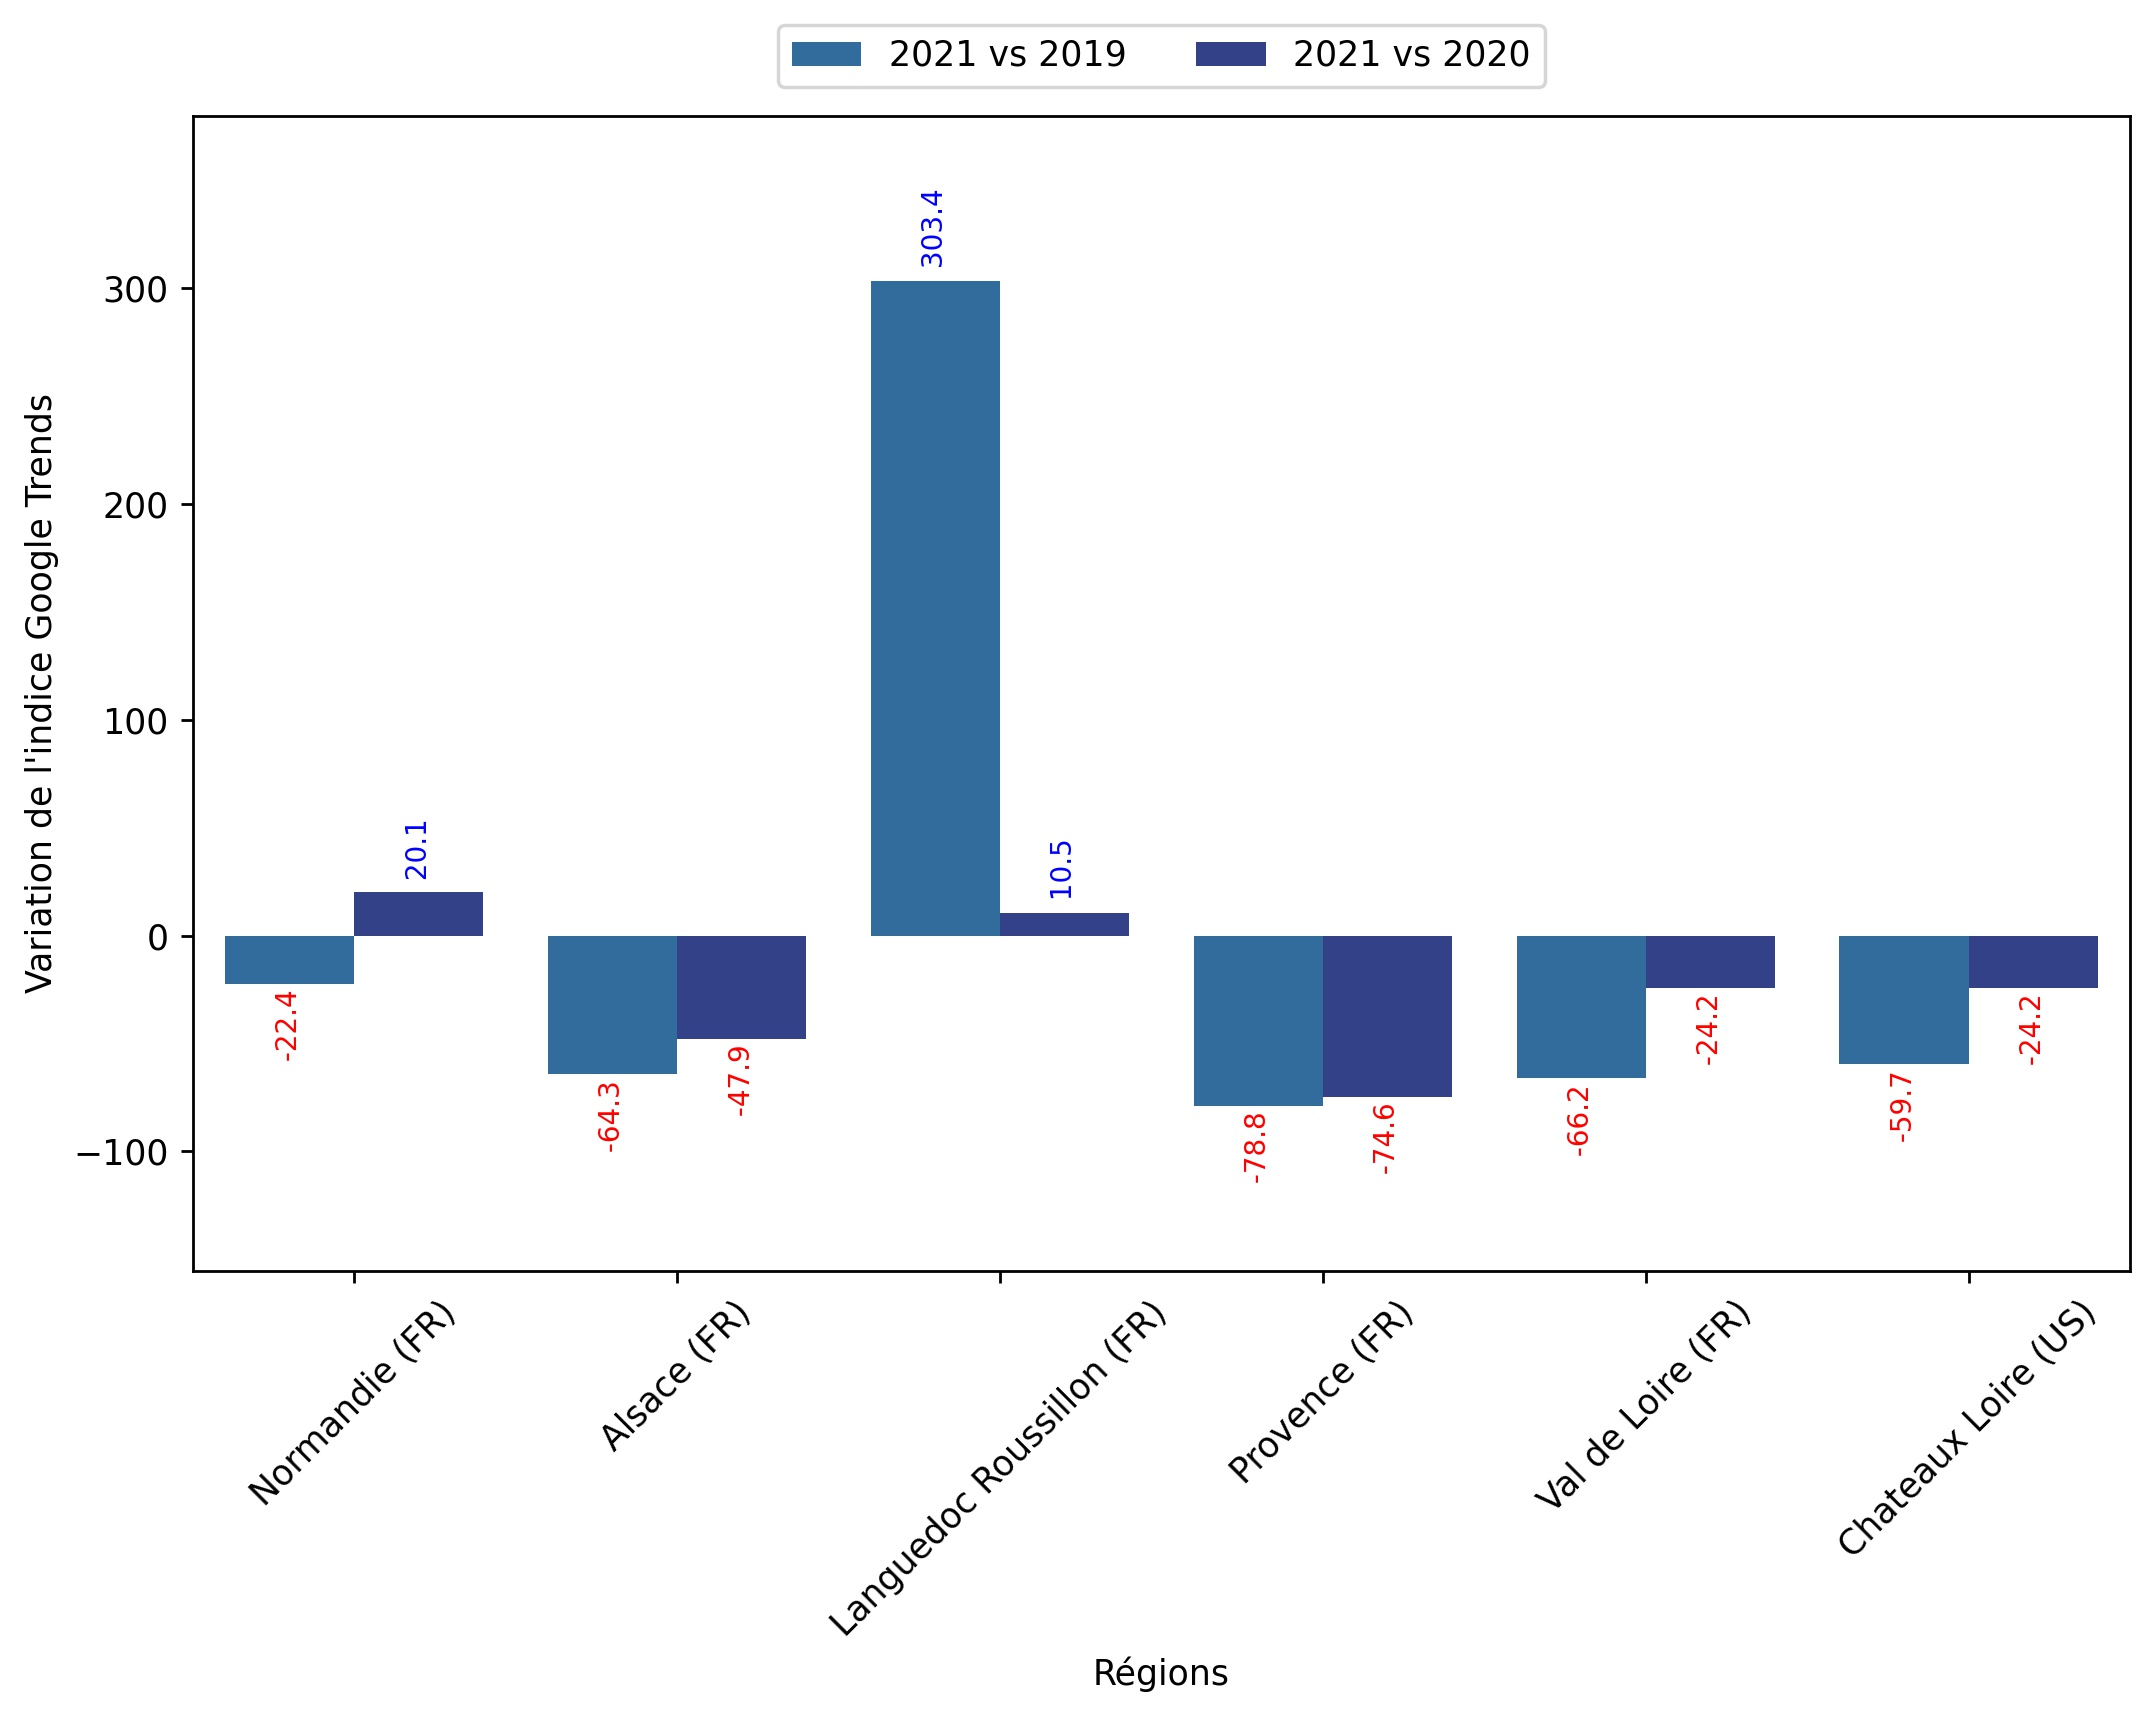 2021 vs 2019
2021 vs 2020
Variation de l'indice Google Trends
300
200
100
0
−100
-22.4
20.1
-64.3
-47.9
303.4
10.5
-78.8
-74.6
-66.2
-24.2
-59.7
-24.2
Normandie (FR)
Alsace (FR)
Languedoc Roussillon (FR)
Provence (FR)
Val de Loire (FR)
Chateaux Loire (US)
Régions